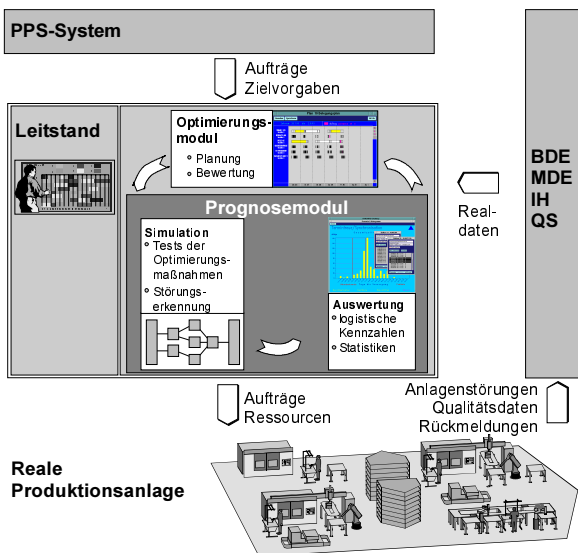 PPS-System
Aufträge
Zielvorgaben
Leitstand
Optimierungs-
modul
° Planung
° Bewertung
BDE
MDE
IH
QS
Real-
daten
Prognosemodul
Simulation
° Tests der
Optimierungs-
maßnahmen
° Störungs-
erkennung
Auswertung
° logistische
Kennzahlen
° Statistiken
Aufträge
Ressourcen
Anlagenstörungen
Qualitätsdaten
Rückmeldungen
Reale
Produktionsanlage